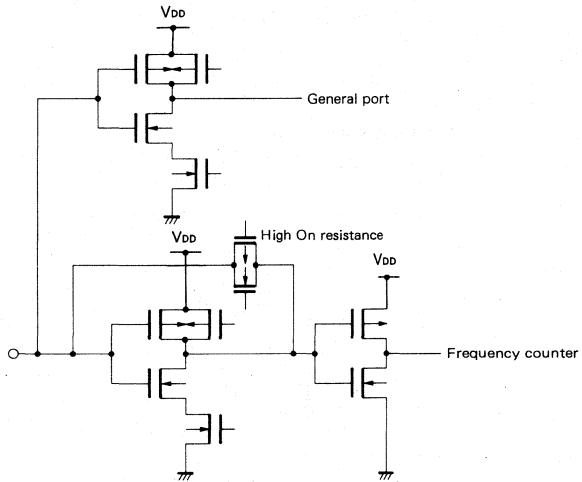 VDD
General port
High On resistance
VDD
VDD
Frequency counter